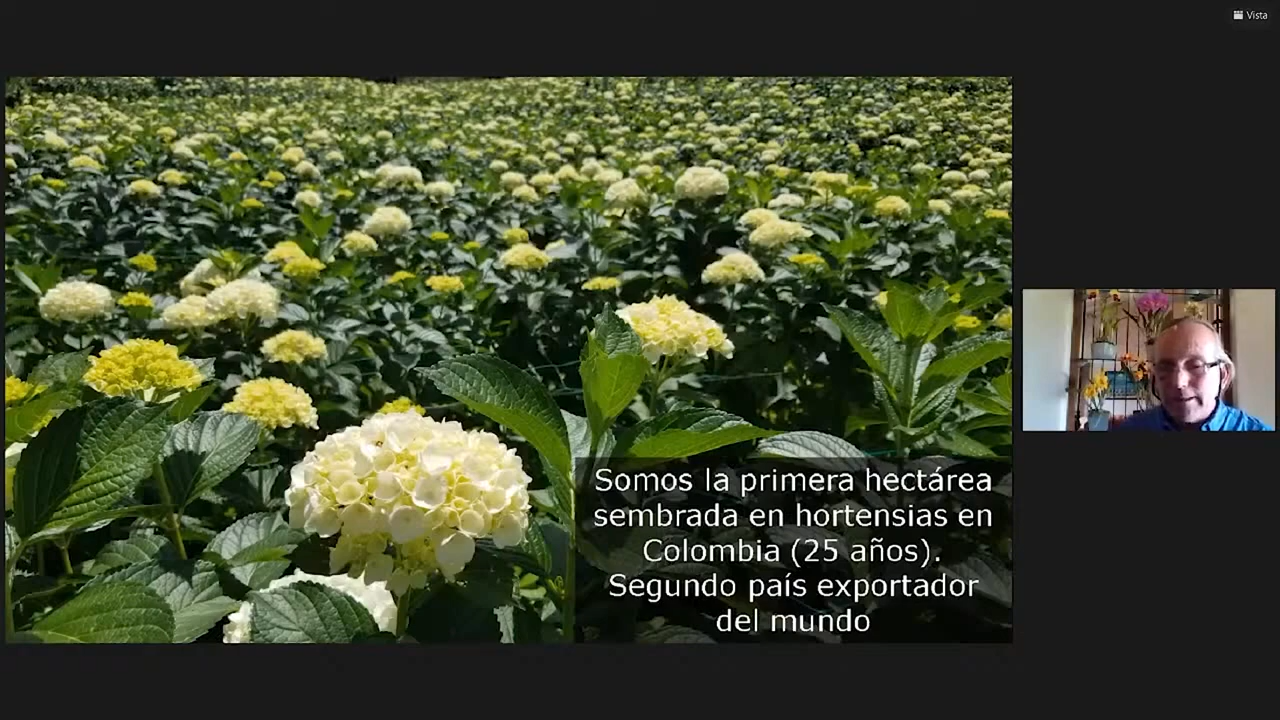 Vista
Somos la primera hectárea
sembrada en hortensias en
Colombia (25 años).
Segundo país exportador
del mundo